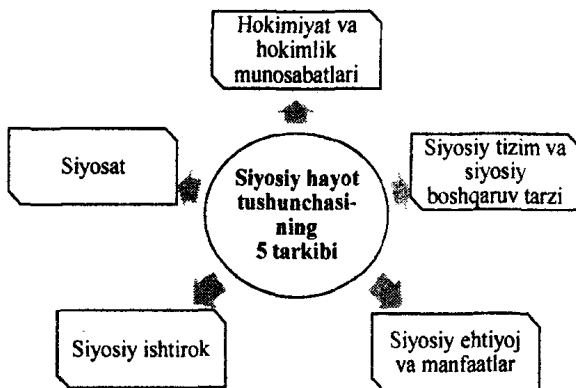 Hokimiyat va
hokimlik
munosabatlari
Siyosat
Siyosiy hayot
tushunchasi-
ning
5 tarkibi
Siyosiy tizim va
siyosiy
boshqaruv tarzi
Siyosiy ishtirok
Siyosiy ehtiyoj
va manfaatlar